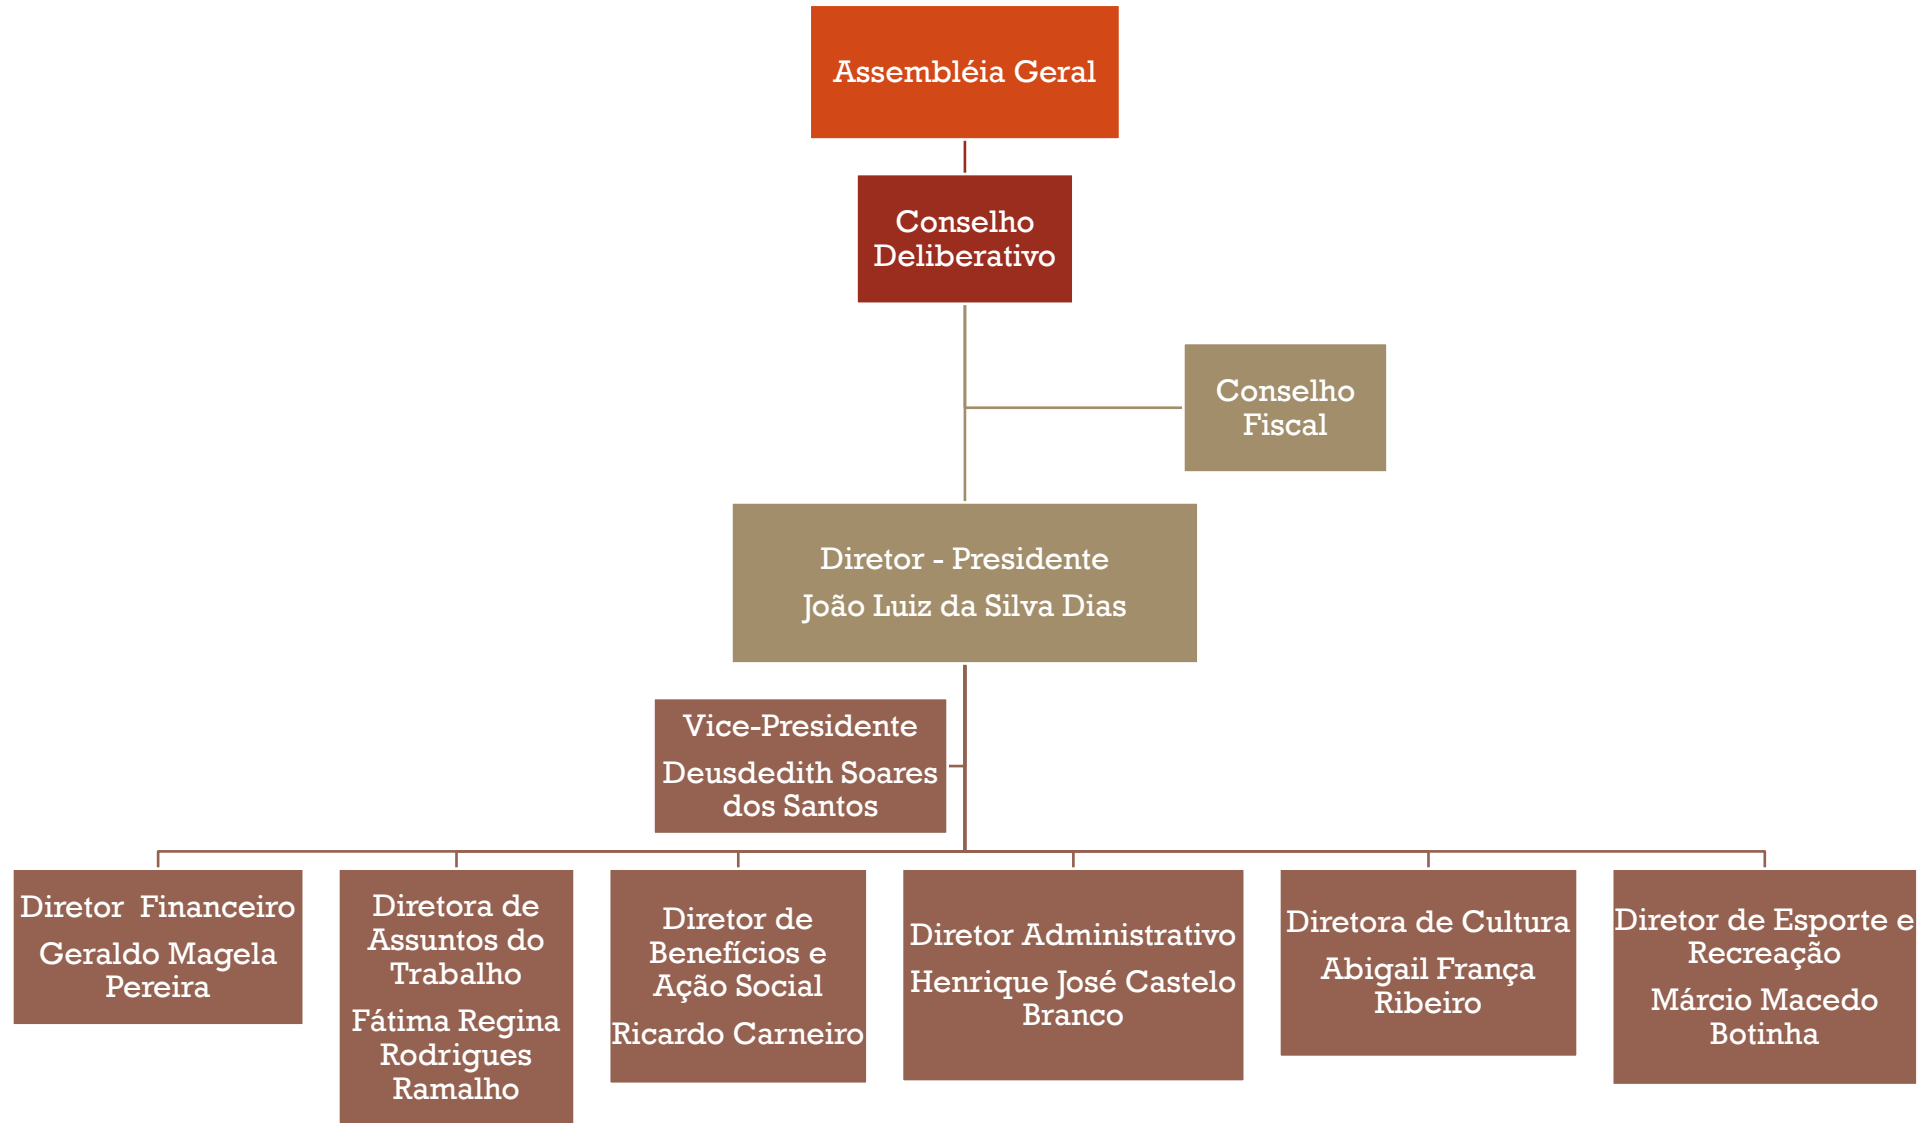 Assembléia Geral
Conselho
Deliberativo
Conselho
Fiscal
Diretor - Presidente
João Luiz da Silva Dias
Vice-Presidente
Deusdedith Soares
dos Santos
Diretor  Financeiro
Geraldo Magela
Pereira
Diretora de
Assuntos do
Trabalho
Fátima Regina
Rodrigues
Ramalho
Diretor de
Benefícios e
Ação Social
Ricardo Carneiro
Diretor Administrativo
Henrique José Castelo
Branco
Diretora de Cultura
Abigail França
Ribeiro
Diretor de Esporte e
Recreação
Márcio Macedo
Botinha